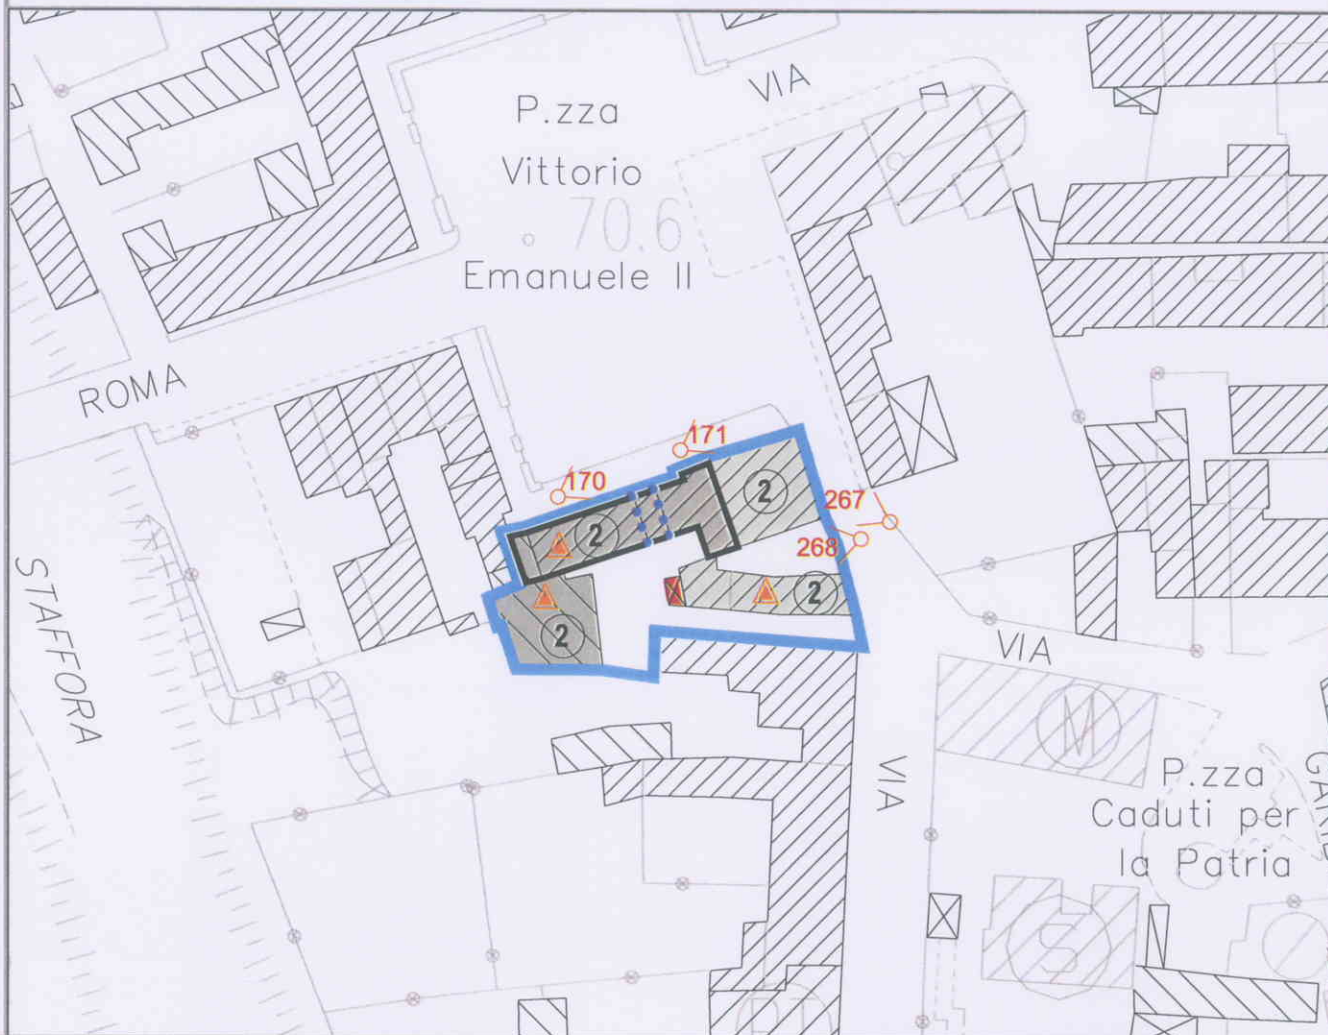 VIA
P.zza
Vittorio
70.6
Emanuele II
ROMA
171
170
2
267
2
268
2
2
STAFFORA
VIA
M
VIA
P.zza
Caduti per
la Patria
S